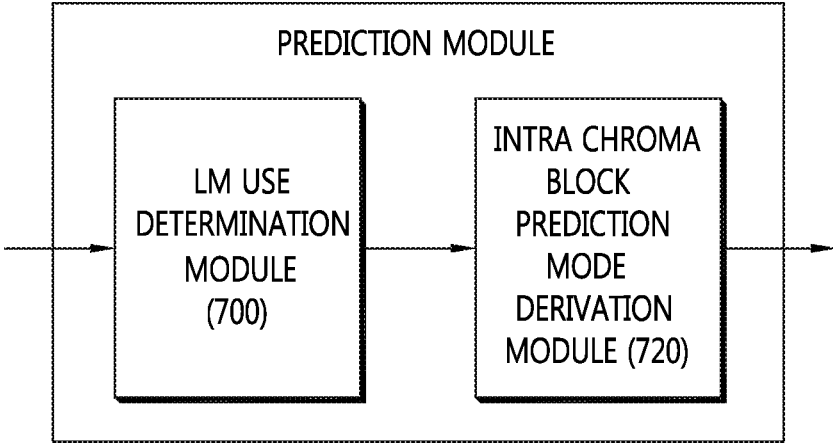 PREDICTION MODULE
LM USE
DETERMINATION
MODULE
(700)
INTRA CHROMA
BLOCK
PREDICTION
MODE
DERIVATION
MODULE (720)